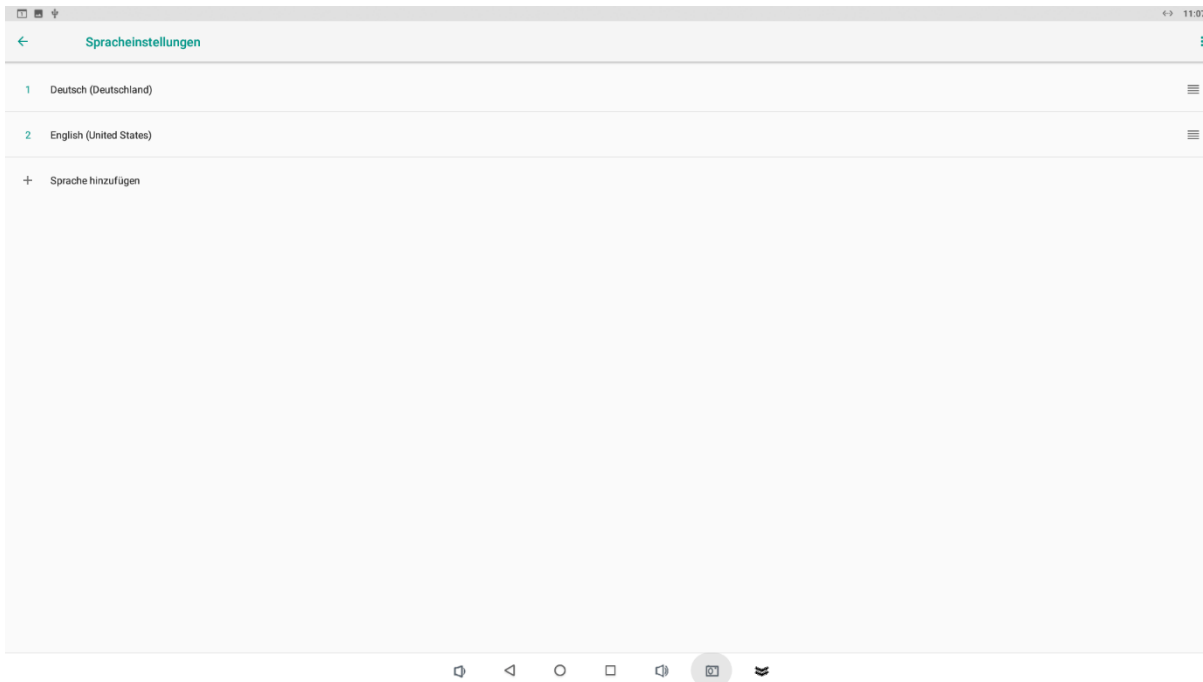 11:07
Spracheinstellungen
1 Deutsch (Deutschland)
2 English (United States)
Sprache hinzufügen